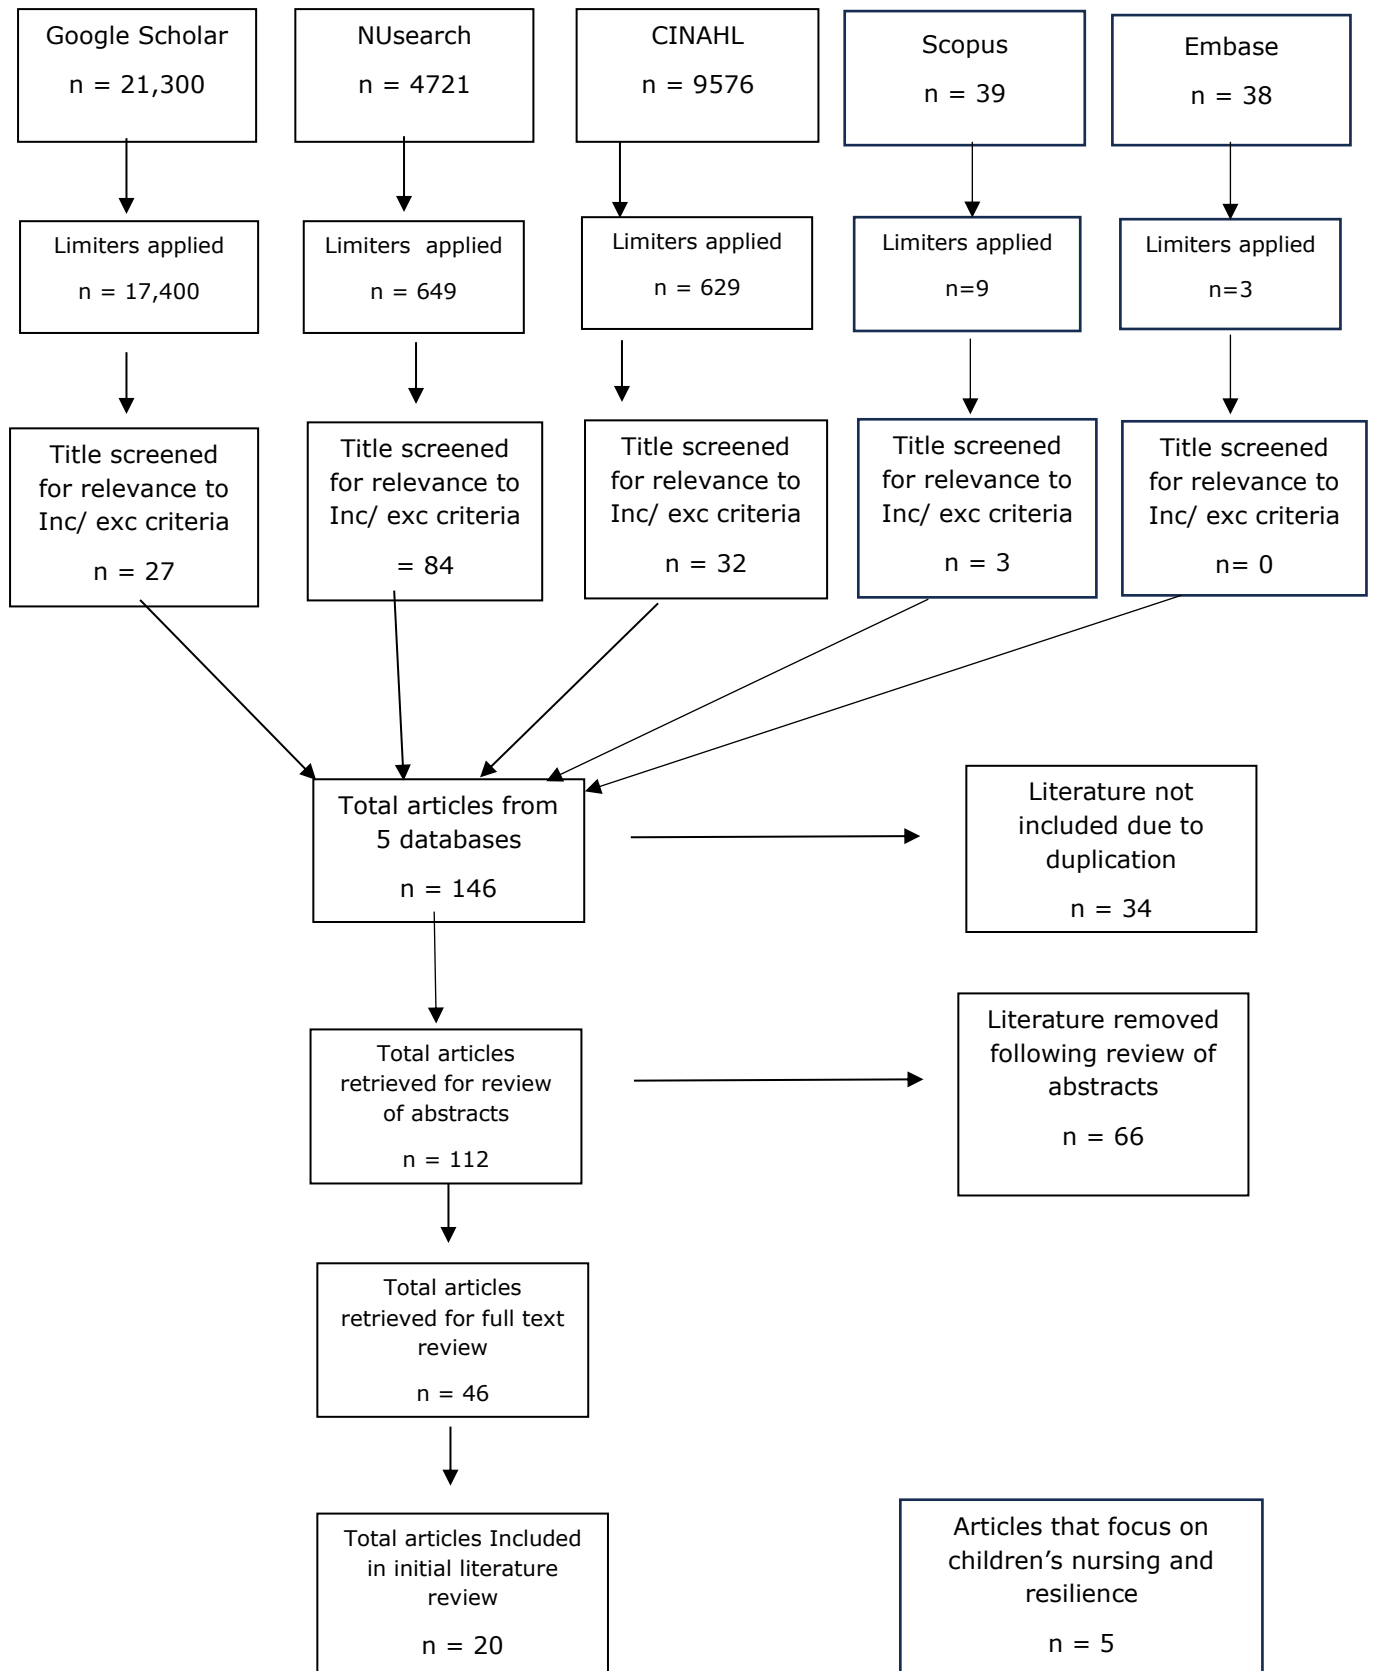 Google Scholar
n = 21,300
NUsearch
n = 4721
CINAHL
n = 9576
Scopus
n = 39
Embase
n = 38
Limiters applied
n = 17,400
Limiters  applied
n = 649
Limiters applied
n = 629
Limiters applied
n=9
Limiters applied
n=3
Title screened
for relevance to
Inc/ exc criteria
n = 27
Title screened
for relevance to
Inc/ exc criteria
= 84
Title screened
for relevance to
Inc/ exc criteria
n = 32
Title screened
for relevance to
Inc/ exc criteria
n = 3
Title screened
for relevance to
Inc/ exc criteria
n= 0
Total articles from
5 databases
n = 146
Literature not
included due to
duplication
n = 34
Total articles
retrieved for review
of abstracts
n = 112
Literature removed
following review of
abstracts
n = 66
Total articles
retrieved for full text
review
n = 46
Total articles Included
in initial literature
review
n = 20
Articles that focus on
children’s nursing and
resilience
n = 5